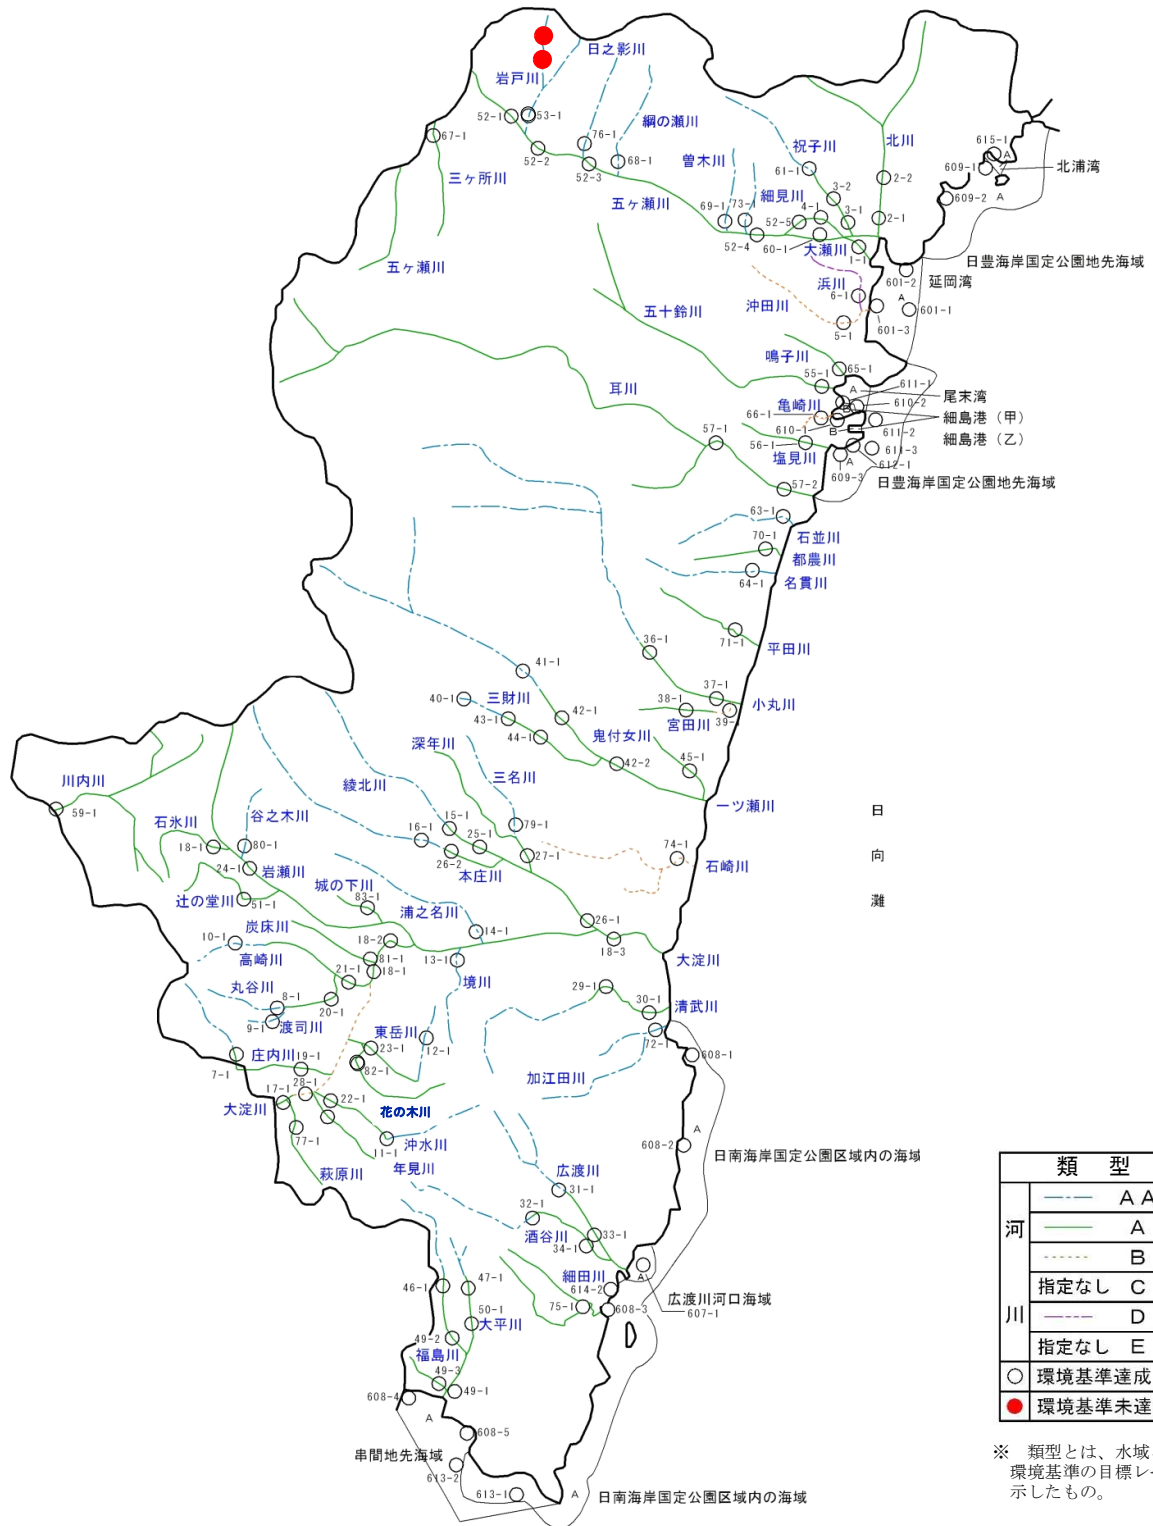 日之影川
岩戸川
52-1
53-1
綱の瀬川
67-1
52-2
76-1
52-3
68-1
曽木川
祝子川
61-1
北川
615-1
609-1
北浦湾
A
A
三ヶ所川
五ヶ瀬川
2-2
3-2
609-2
細見川
69-1
73-1
4-1
52-5
3-1
2-1
52-4
60-1
大瀬川
1-1
五ヶ瀬川
日豊海岸国定公園地先海域
601-2
延岡湾
浜川
6-1
A
601-1
沖田川
601-3
五十鈴川
5-1
鳴子川
65-1
55-1
611-1
A
尾末湾
耳川
亀崎川
610-2
66-1
B
細島港（甲）
610-1
B
611-2
57-1
56-1
細島港（乙）
塩見川
A
611-3
612-1
609-3
日豊海岸国定公園地先海域
57-2
63-1
石並川
70-1
都農川
64-1
名貫川
71-1
平田川
36-1
41-1
37-1
40-1
三財川
38-1
小丸川
43-1
42-1
宮田川
39-1
44-1
鬼付女川
深年川
42-2
45-1
三名川
川内川
綾北川
一ツ瀬川
日
59-1
谷之木川
石氷川
15-1
79-1
16-1
25-1
74-1
向
18-1
80-1
26-2
27-1
石崎川
24-1
岩瀬川
本庄川
城の下川
灘
辻の堂川
51-1
83-1
浦之名川
炭床川
26-1
10-1
18-2
14-1
18-3
高崎川
81-1
13-1
大淀川
21-1
18-1
境川
丸谷川
29-1
8-1
20-1
30-1
清武川
9-1
渡司川
東岳川
72-1
庄内川
23-1
12-1
608-1
7-1
19-1
82-1
加江田川
28-1
17-1
22-1
大淀川
花の木川
77-1
11-1
沖水川
608-2
A
萩原川
年見川
広渡川
日南海岸国定公園区域内の海域
31-1
32-1
酒谷川
33-1
34-1
細田川
A
46-1
47-1
614-2
広渡川河口海域
75-1
608-3
607-1
50-1
大平川
49-2
福島川
49-3
49-1
608-4
A
608-5
串間地先海域
613-2
613-1
A
日南海岸国定公園区域内の海域
類 型
河川
AA
A
B
指定なし C
D
指定なし E
環境基準達成
環境基準未達
※ 類型とは、水域
環境基準の目標レ
示したもの。